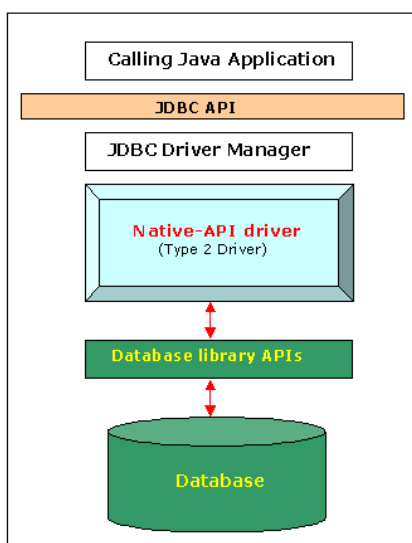 Calling Java Application
JDBC API
JDBC Driver Manager
Native-API driver
(Type 2 Driver)
Database library APIs
Database